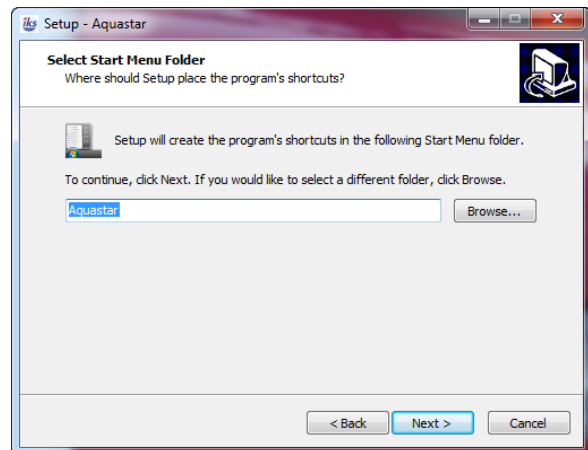 iks Setup - Aquastar
Select Start Menu Folder
Where should Setup place the program's shortcuts?
Setup will create the program's shortcuts in the following Start Menu folder.
To continue, click Next. If you would like to select a different folder, click Browse.
Aquastar Browse...
< Back Next > Cancel